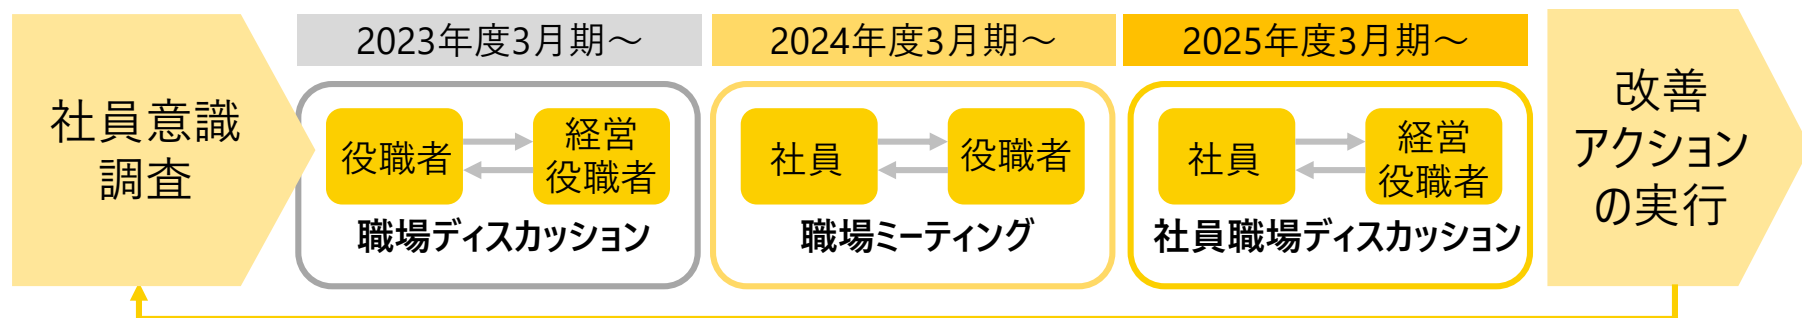 社員意識
調査
2023年度3月期～
役職者
経営
役職者
職場ディスカッション
2024年度3月期～
社員
役職者
職場ミーティング
2025年度3月期～
社員
経営
役職者
社員職場ディスカッション
改善
アクション
の実行